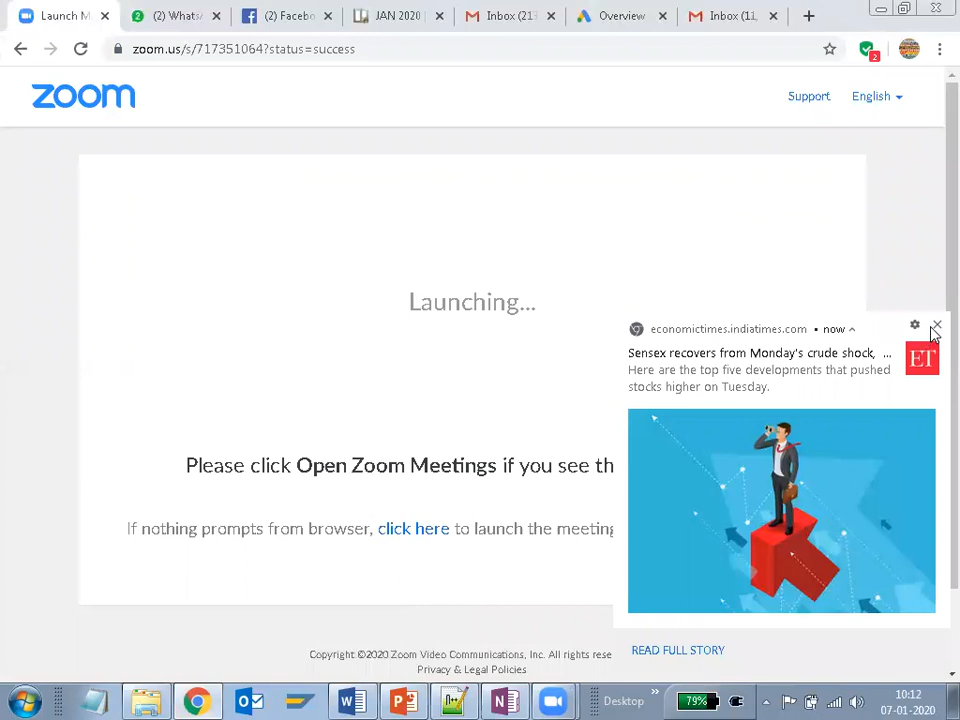 Launch M
(2) Whats
(2) Facebo
JAN 2020
Inbox (213
Overview
Inbox (11,
zoom.us/s/717351064?status=success
2
zoom
Support
English
Launching...
economictimes.indiatimes.com • now
Sensex recovers from Monday's crude shock, ...
Here are the top five developments that pushed
stocks higher on Tuesday.
ET
Please click Open Zoom Meetings if you see th
If nothing prompts from browser, click here to launch the meeting
READ FULL STORY
Copyright ©2020 Zoom Video Communications, Inc. All rights rese
Privacy & Legal Policies
Desktop
79%
10:12
07-01-2020